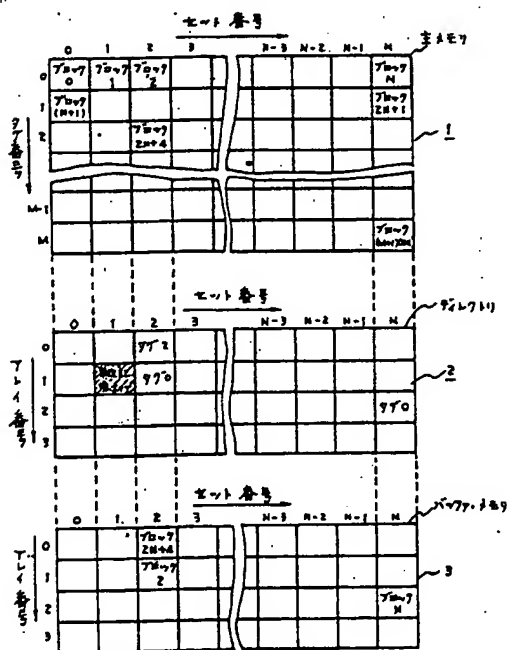 セット番号
0 1 2 3 N-3 N-2 N-1 N 主メモリ
0 ブロック 0 ブロック 1 ブロック 2 ブロック N
1 ブロック (N+1) ブロック 2N+1
2 ブロック 2N+4 1
タグ番号
M-1
M ブロック
セット番号
0 1 2 3 N-3 N-2 N-1 N ディレクトリ
0 タグ2
1 タグ0 2
2 タグ0
3
アレイ番号
セット番号
0 1 2 3 N-3 N-2 N-1 N バッファ・メモリ
0 ブロック 2N+4
1 ブロック 2 3
2 ブロック N
3
アレイ番号